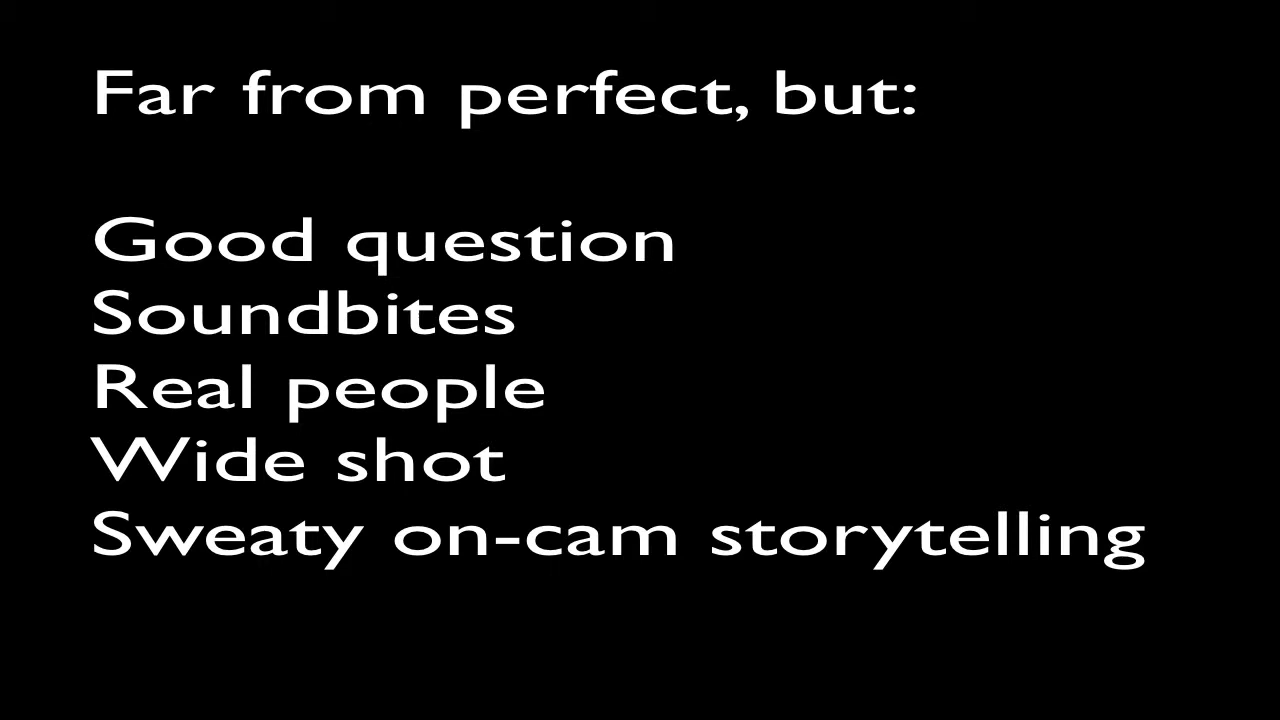 Far from perfect, but:
Good question
Soundbites
Real people
Wide shot
Sweaty on-cam storytelling